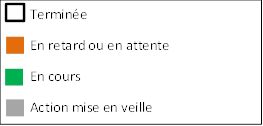 Terminée
En retard ou en attente
En cours
Action mise en veille